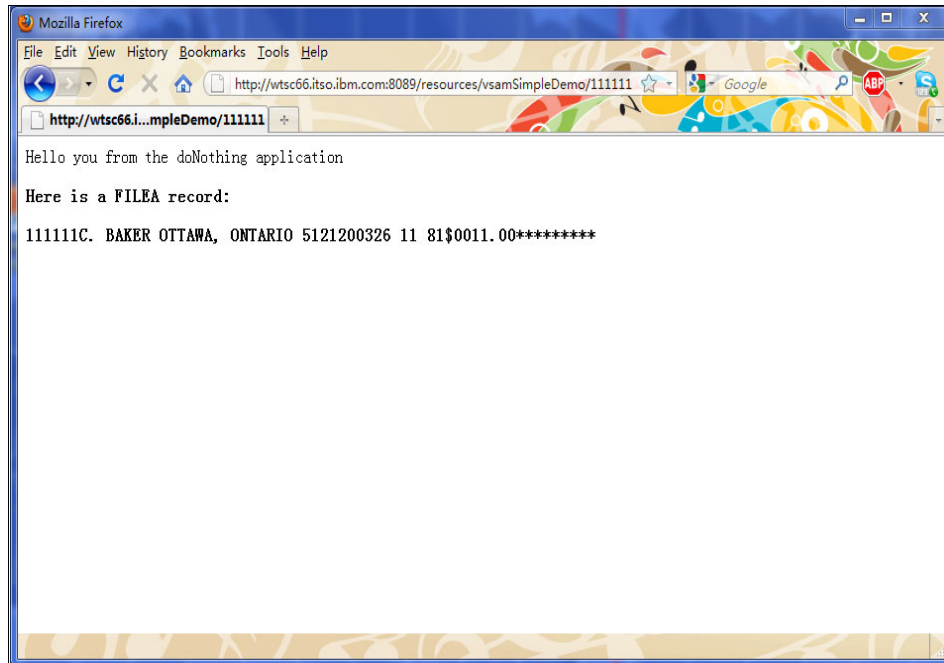 Mozilla Firefox
File Edit View History Bookmarks Tools Help
http://wtsc66.itso.ibm.com:8089/resources/vsamSimpleDemo/111111 Google ABP
http://wtsc66.i...mpleDemo/111111
Hello you from the doNothing application
Here is a FILEA record:
111111C. BAKER OTTAWA, ONTARIO 5121200326 11 81$0011.00*********